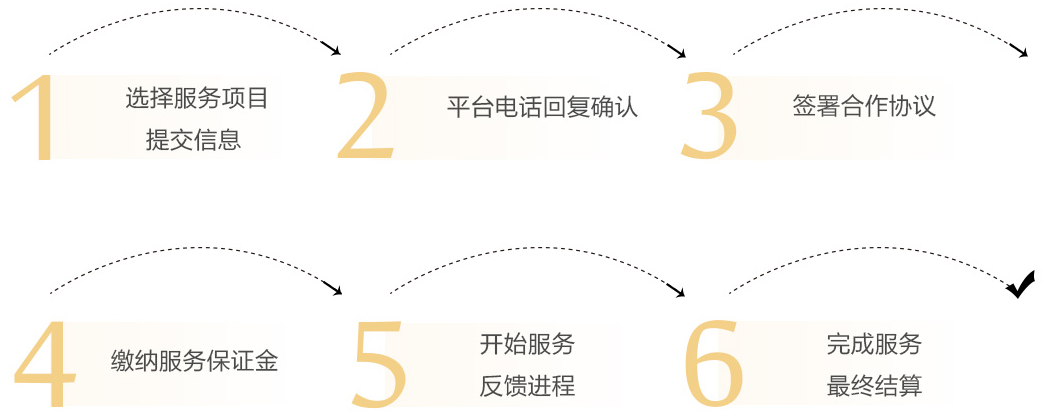 1
选择服务项目
提交信息
2
平台电话回复确认
3
签署合作协议
4
缴纳服务保证金
5
开始服务
反馈进程
6
完成服务
最终结算